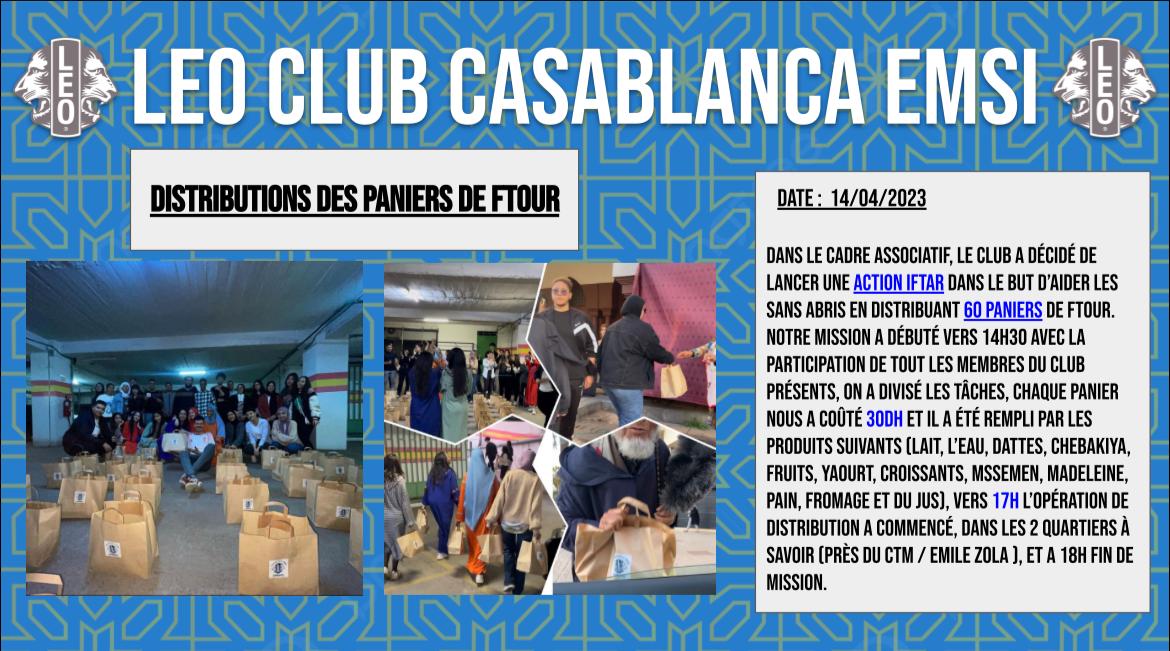 LEO
LEO CLUB CASABLANCA EMSI
LEO
DISTRIBUTIONS DES PANIERS DE FTOUR
DATE : 14/04/2023
DANS LE CADRE ASSOCIATIF, LE CLUB A DÉCIDÉ DE
LANCER UNE ACTION IFTAR DANS LE BUT D'AIDER LES
SANS ABRIS EN DISTRIBUANT 60 PANIERS DE FTOUR.
NOTRE MISSION A DÉBUTÉ VERS 14H30 AVEC LA
PARTICIPATION DE TOUT LES MEMBRES DU CLUB
PRÉSENTS, ON A DIVISÉ LES TÂCHES, CHAQUE PANIER
NOUS A COÛTÉ 30DH ET IL A ÉTÉ REMPLI PAR LES
PRODUITS SUIVANTS (LAIT, L'EAU, DATTES, CHEBAKIYA,
FRUITS, YAOURT, CROISSANTS, MSSEMEN, MADELEINE,
PAIN, FROMAGE ET DU JUS), VERS 17H L'OPÉRATION DE
DISTRIBUTION A COMMENCÉ, DANS LES 2 QUARTIERS À
SAVOIR (PRÈS DU CTM / EMILE ZOLA ), ET A 18H FIN DE
MISSION.